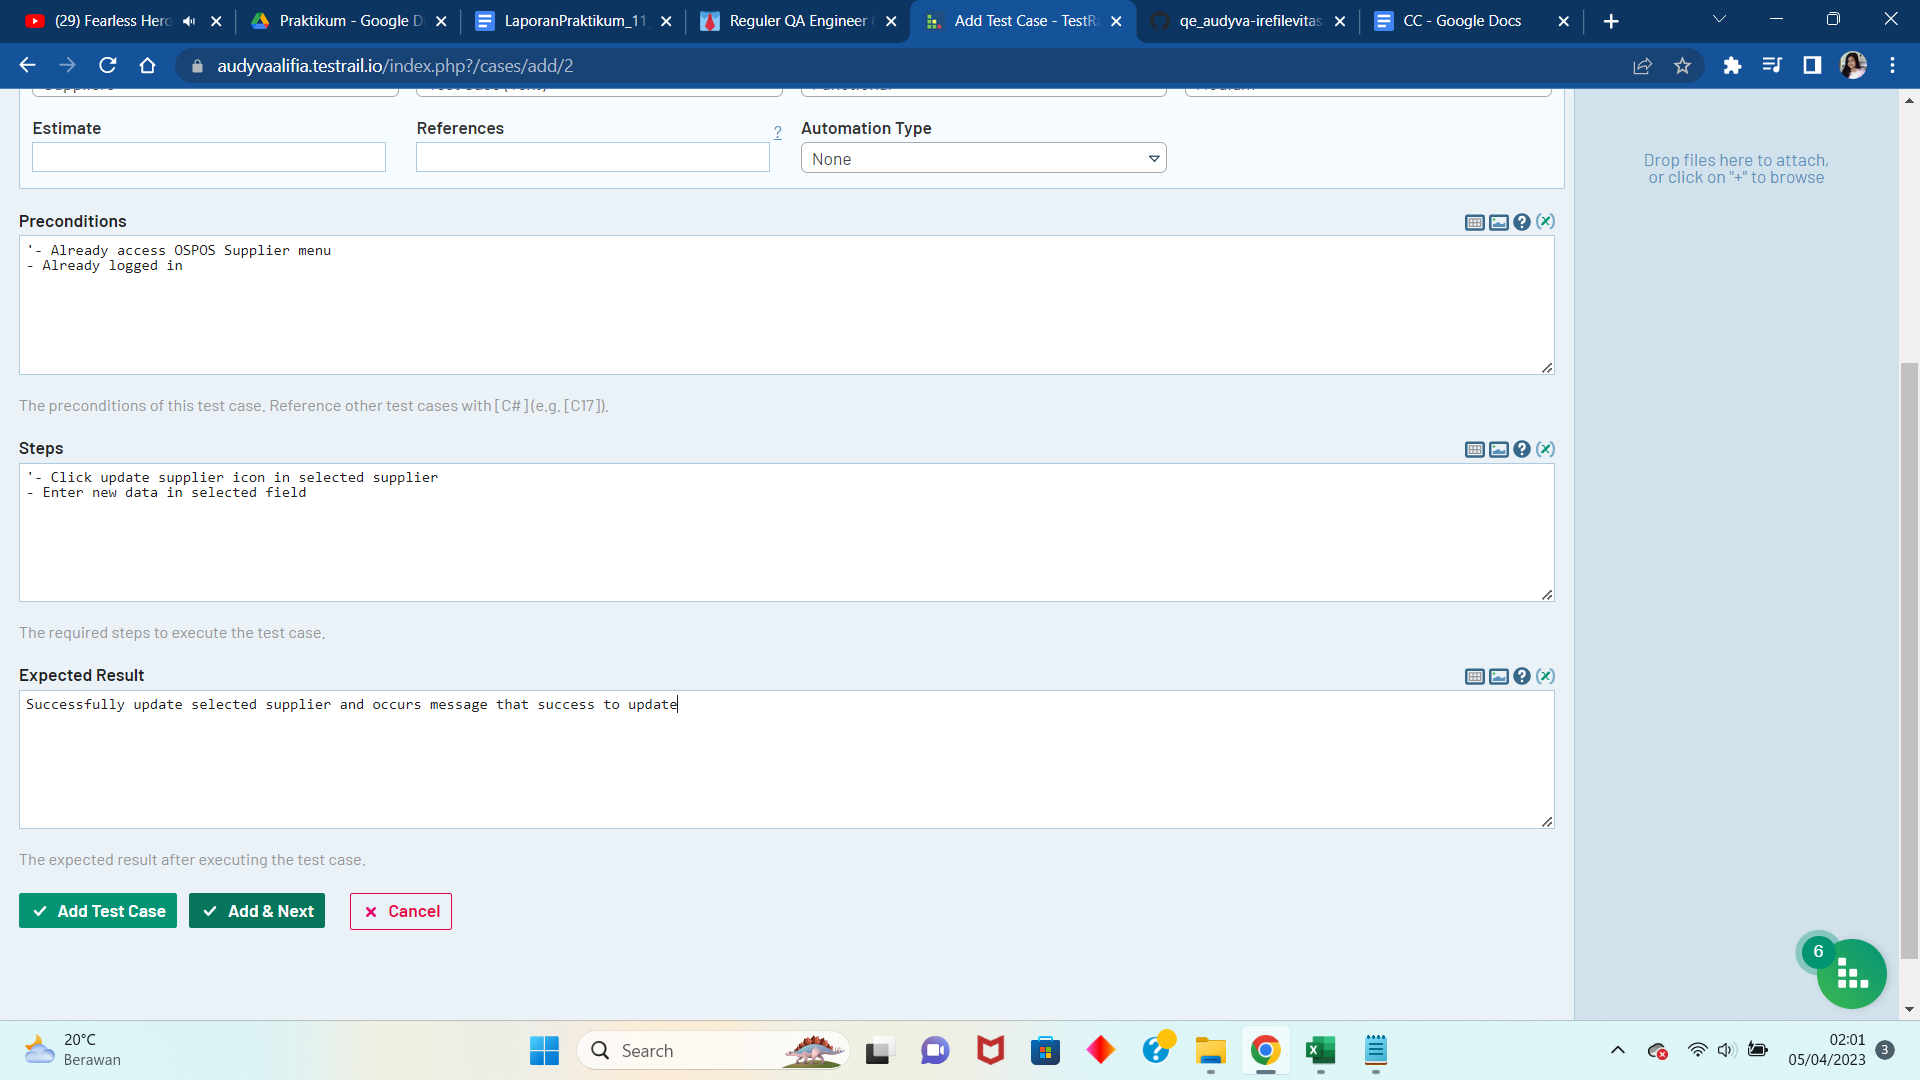 (29) Fearless Hero
Praktikum - Google D
LaporanPraktikum_11
Reguler QA Engineer (
Add Test Case - TestRa
qe_audyva-irefilevitas
CC - Google Docs
audyvaalifia.testrail.io/index.php?/cases/add/2
Estimate
References
?
Automation Type
None
Drop files here to attach,
or click on "+" to browse
Preconditions
'- Already access OSPOS Supplier menu
- Already logged in
The preconditions of this test case. Reference other test cases with [C#] (e.g. [C17]).
Steps
'- Click update supplier icon in selected supplier
- Enter new data in selected field
The required steps to execute the test case.
Expected Result
Successfully update selected supplier and occurs message that success to update
The expected result after executing the test case.
Add Test Case
Add & Next
Cancel
6
20°C
Berawan
Search
02:01
05/04/2023
3